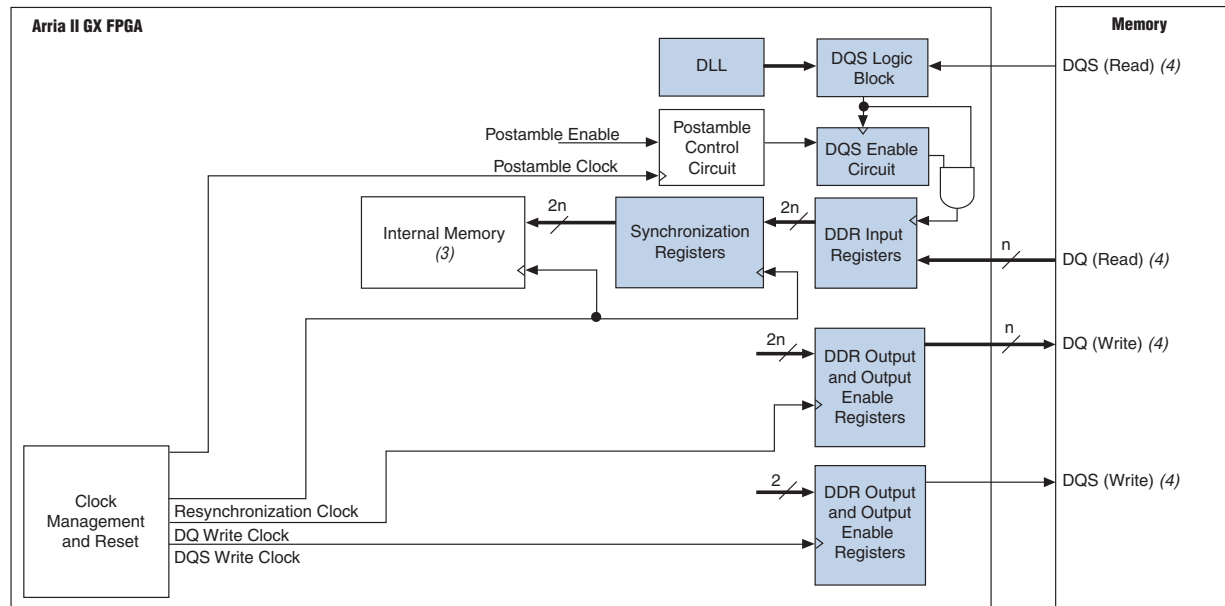 Arria II GX FPGA
Memory
DLL
DQS Logic
Block
DQS (Read) (4)
Postamble Enable
Postamble Clock
Postamble
Control
Circuit
DQS Enable
Circuit
Internal Memory
(3)
2n
Synchronization
Registers
2n
DDR Input
Registers
n
DQ (Read) (4)
2n
DDR Output
and Output
Enable
Registers
n
DQ (Write) (4)
Clock
Management
and Reset
Resynchronization Clock
DQ Write Clock
DQS Write Clock
2
DDR Output
and Output
Enable
Registers
DQS (Write) (4)